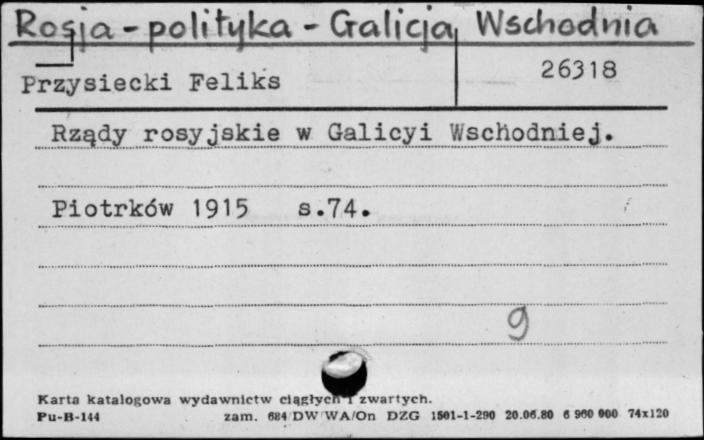 Rosja - polityka - Galicja Wschodnia
Przysiecki Feliks
26318
Rządy rosyjskie w Galicyi Wschodniej.
Piotrków 1915 s.74.
9
Karta katalogowa wydawnictw ciągłych i zwartych.
Pu-B-144 zam. 684/DW/WA/On DZG 1501-1-290 20.06.80 6 960 000 74x120